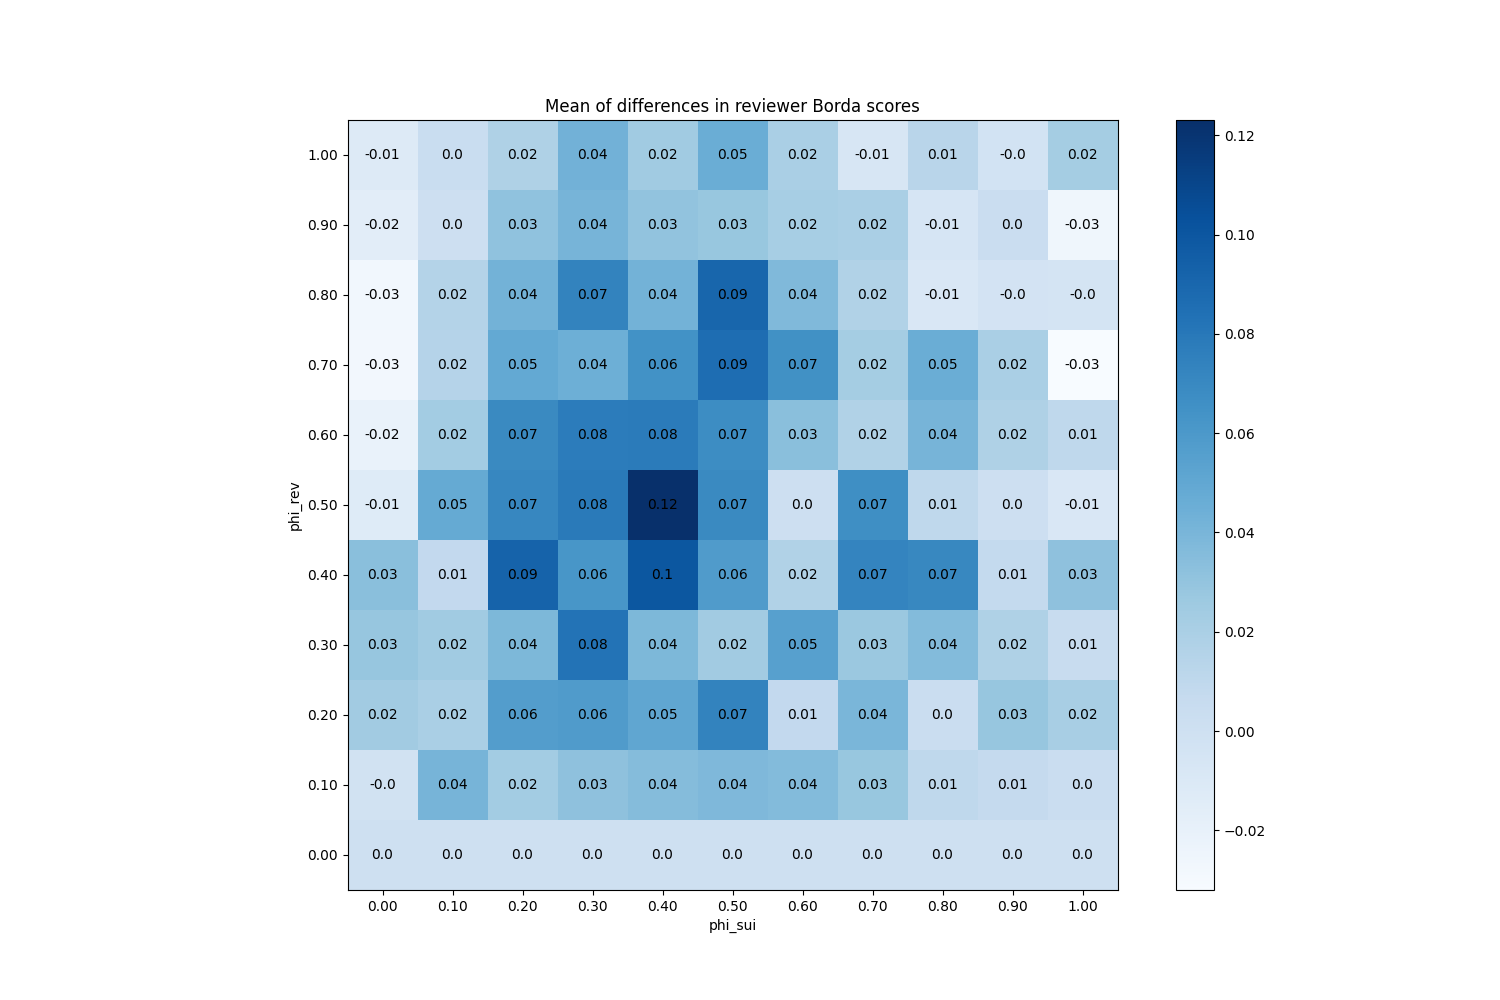 Mean of differences in reviewer Borda scores
1.00 -0.01 0.0 0.02 0.04 0.02 0.05 0.02 -0.01 0.01 -0.0 0.02
0.90 -0.02 0.0 0.03 0.04 0.03 0.03 0.02 0.02 -0.01 0.0 -0.03
0.80 -0.03 0.02 0.04 0.07 0.04 0.09 0.04 0.02 -0.01 -0.0 -0.0
0.70 -0.03 0.02 0.05 0.04 0.06 0.09 0.07 0.02 0.05 0.02 -0.03
0.60 -0.02 0.02 0.07 0.08 0.08 0.07 0.03 0.02 0.04 0.02 0.01
0.50 -0.01 0.05 0.07 0.08 0.12 0.07 0.0 0.07 0.01 0.0 -0.01
0.40 0.03 0.01 0.09 0.06 0.1 0.06 0.02 0.07 0.07 0.01 0.03
0.30 0.03 0.02 0.04 0.08 0.04 0.02 0.05 0.03 0.04 0.02 0.01
0.20 0.02 0.02 0.06 0.06 0.05 0.07 0.01 0.04 0.0 0.03 0.02
0.10 -0.0 0.04 0.02 0.03 0.04 0.04 0.04 0.03 0.01 0.01 0.0
0.00 0.0 0.0 0.0 0.0 0.0 0.0 0.0 0.0 0.0 0.0 0.0
0.00 0.10 0.20 0.30 0.40 0.50 0.60 0.70 0.80 0.90 1.00
phi_sui
phi_rev
0.12
0.10
0.08
0.06
0.04
0.02
0.00
−0.02